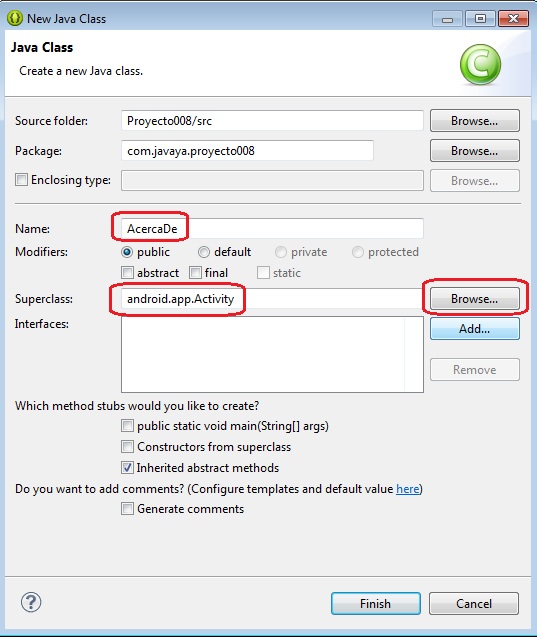 New Java Class
Java Class
Create a new Java class.
Source folder: Proyecto008/src Browse...
Package: com.javaya.proyecto008 Browse...
Enclosing type: Browse...
Name: AcercaDe
Modifiers: public default private protected
abstract final static
Superclass: android.app.Activity Browse...
Interfaces: Add...
Remove
Which method stubs would you like to create?
public static void main(String[] args)
Constructors from superclass
Inherited abstract methods
Do you want to add comments? (Configure templates and default value here)
Generate comments
? Finish Cancel